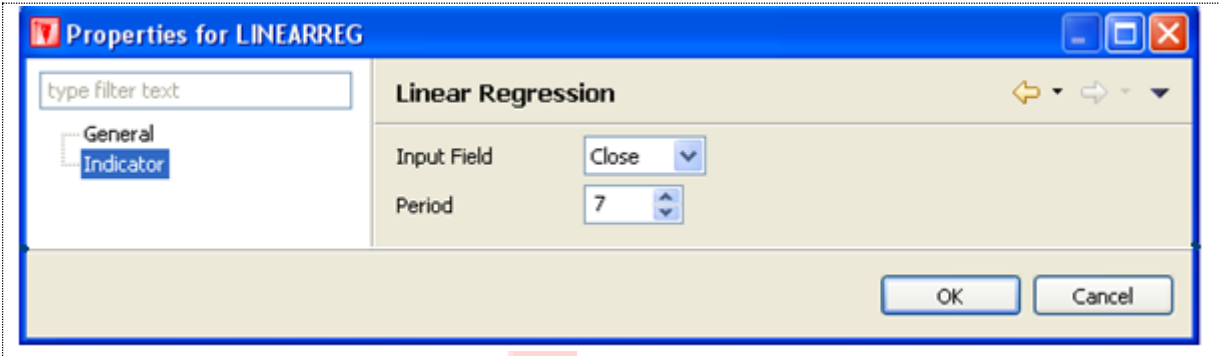 Properties for LINEARREG
type filter text
Linear Regression
General
Indicator
Input Field Close
Period 7
OK Cancel